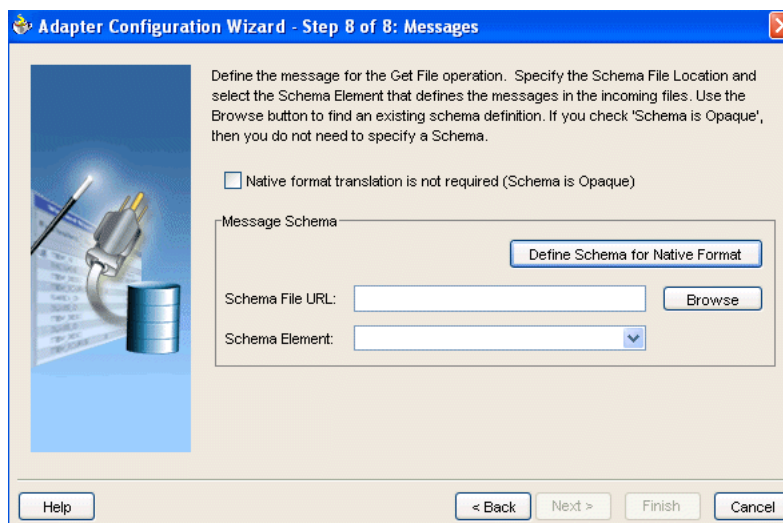 Adapter Configuration Wizard - Step 8 of 8: Messages
Define the message for the Get File operation.  Specify the Schema File Location and
select the Schema Element that defines the messages in the incoming files. Use the
Browse button to find an existing schema definition. If you check 'Schema is Opaque',
then you do not need to specify a Schema.
Native format translation is not required (Schema is Opaque)
Message Schema
Define Schema for Native Format
Schema File URL:
Browse
Schema Element:
Help
< Back
Next >
Finish
Cancel